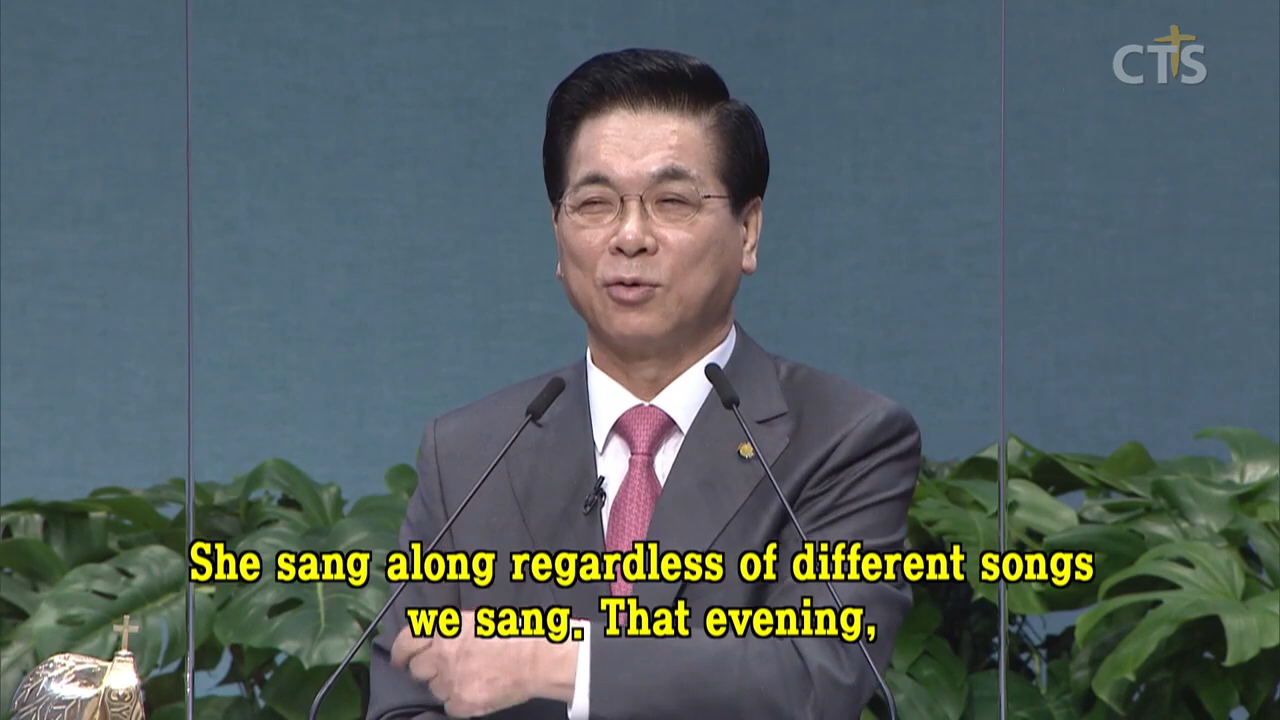 CTS
She sang along regardless of different songs
we sang. That evening,